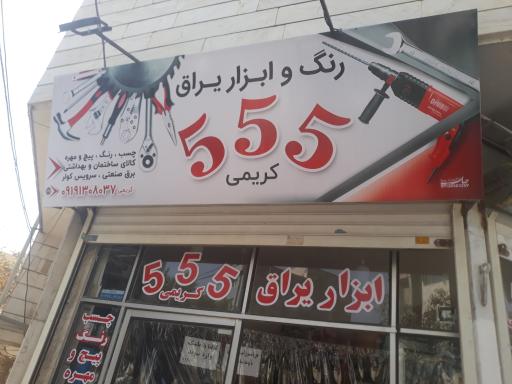 رنگ و ابزار یراق
555
کریمی
چسب ، رنگ ، پیچ و مهره
کالای ساختمان و بهداشتی
برق صنعتی ، سرویس کولر
کریمی ۰۹۱۹۱۳۰۸۰۳۷
ابزار یراق
555
کریمی
چسب
رنگ
پیچ و
مهره